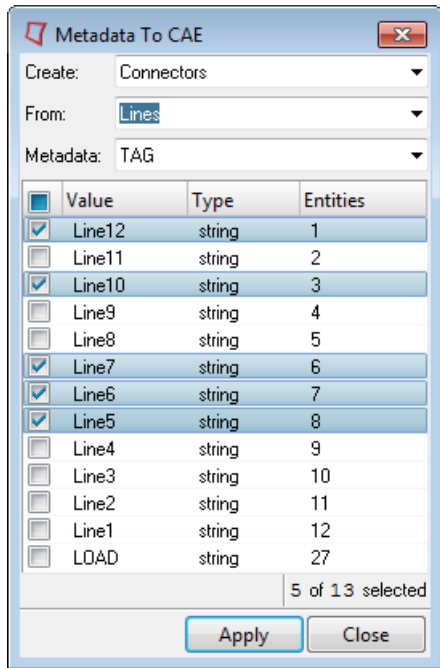 Metadata To CAE
Create: Connectors
From: Lines
Metadata: TAG
Value Type Entities
Line12 string 1
Line11 string 2
Line10 string 3
Line9 string 4
Line8 string 5
Line7 string 6
Line6 string 7
Line5 string 8
Line4 string 9
Line3 string 10
Line2 string 11
Line1 string 12
LOAD string 27
5 of 13 selected
Apply Close